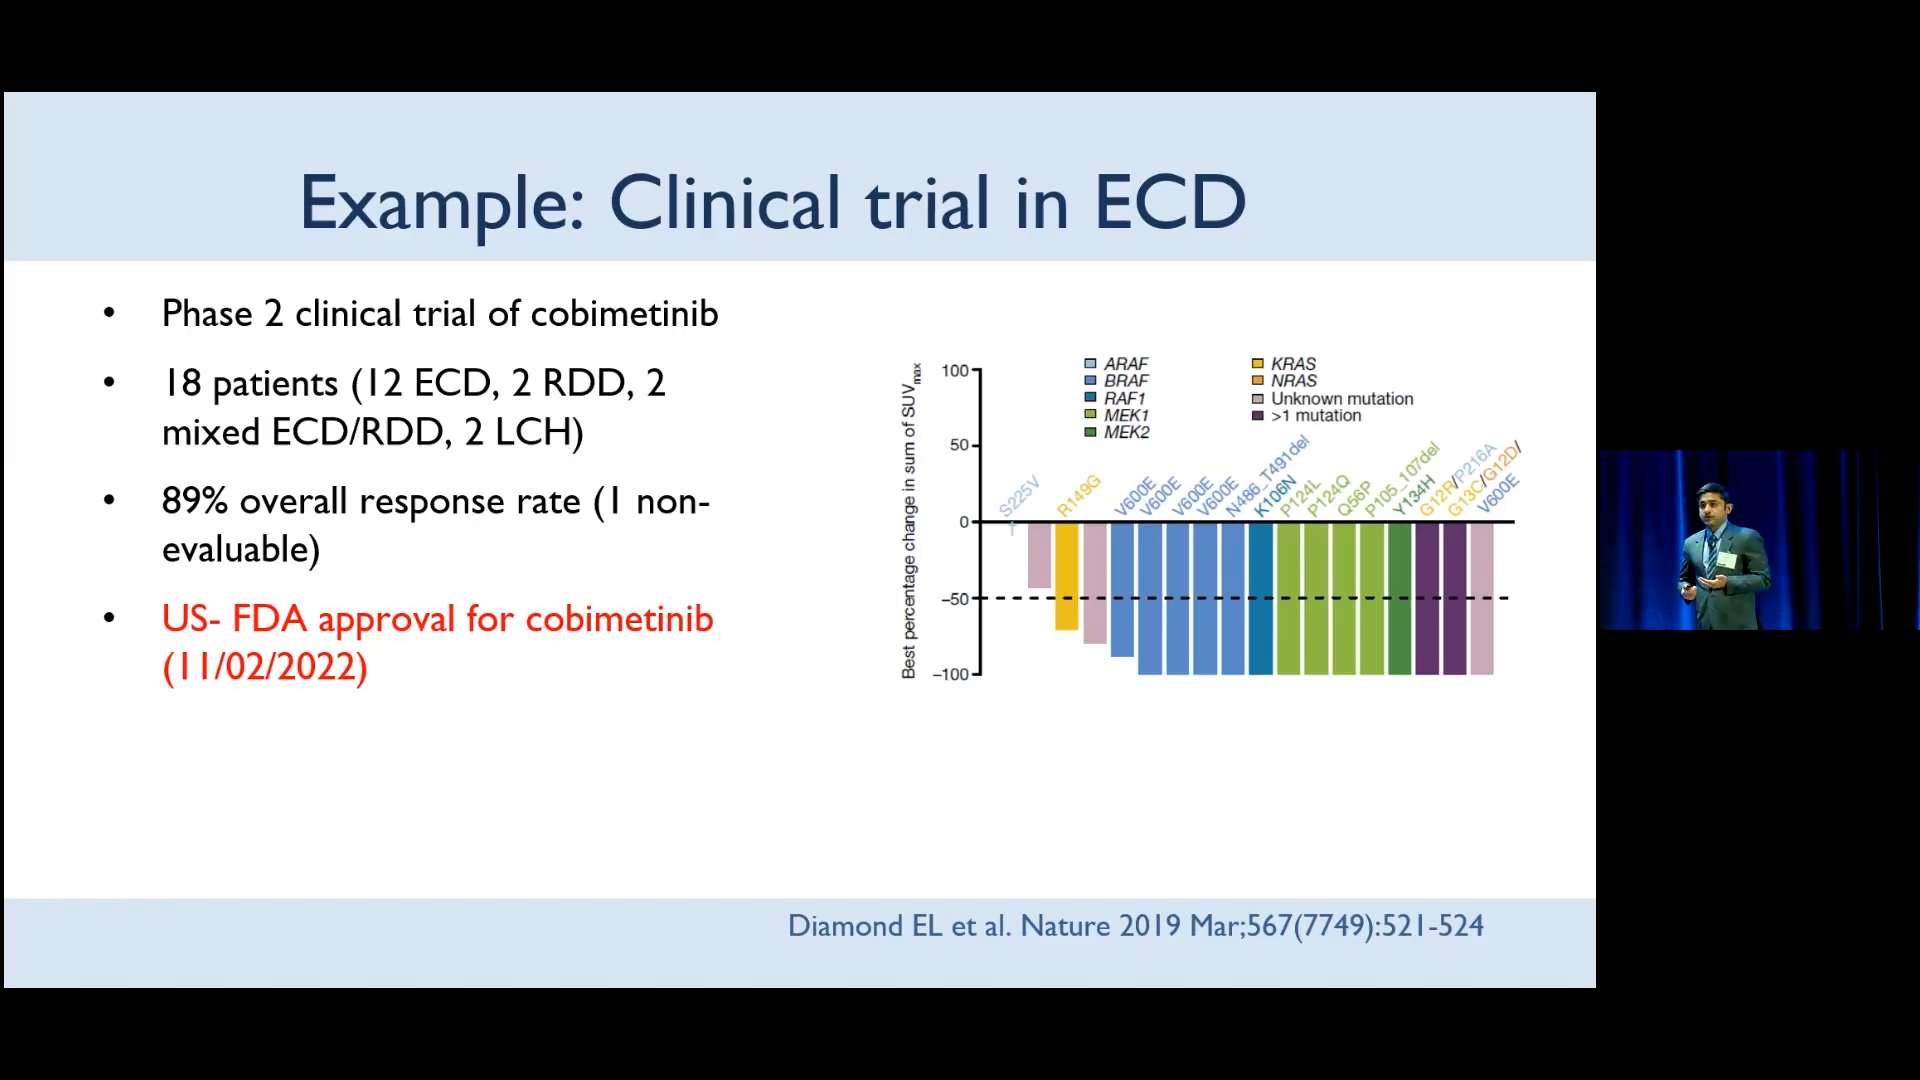 Example: Clinical trial in ECD
• Phase 2 clinical trial of cobimetinib
• 18 patients (12 ECD, 2 RDD, 2
mixed ECD/RDD, 2 LCH)
• 89% overall response rate (1 non-
evaluable)
• US- FDA approval for cobimetinib
(11/02/2022)
Best percentage change in sum of SUVmax
100
50
0
−50
−100
ARAF
BRAF
RAF1
MEK1
MEK2
KRAS
NRAS
Unknown mutation
>1 mutation
S225V
†
R149G
V600E
V600E
V600E
V600E
N486_T491del
K106N
P124L
P124Q
Q56P
P105_107del
Y134H
G12R/P216A
G13C/G12D/
V600E
Diamond EL et al. Nature 2019 Mar;567(7749):521-524